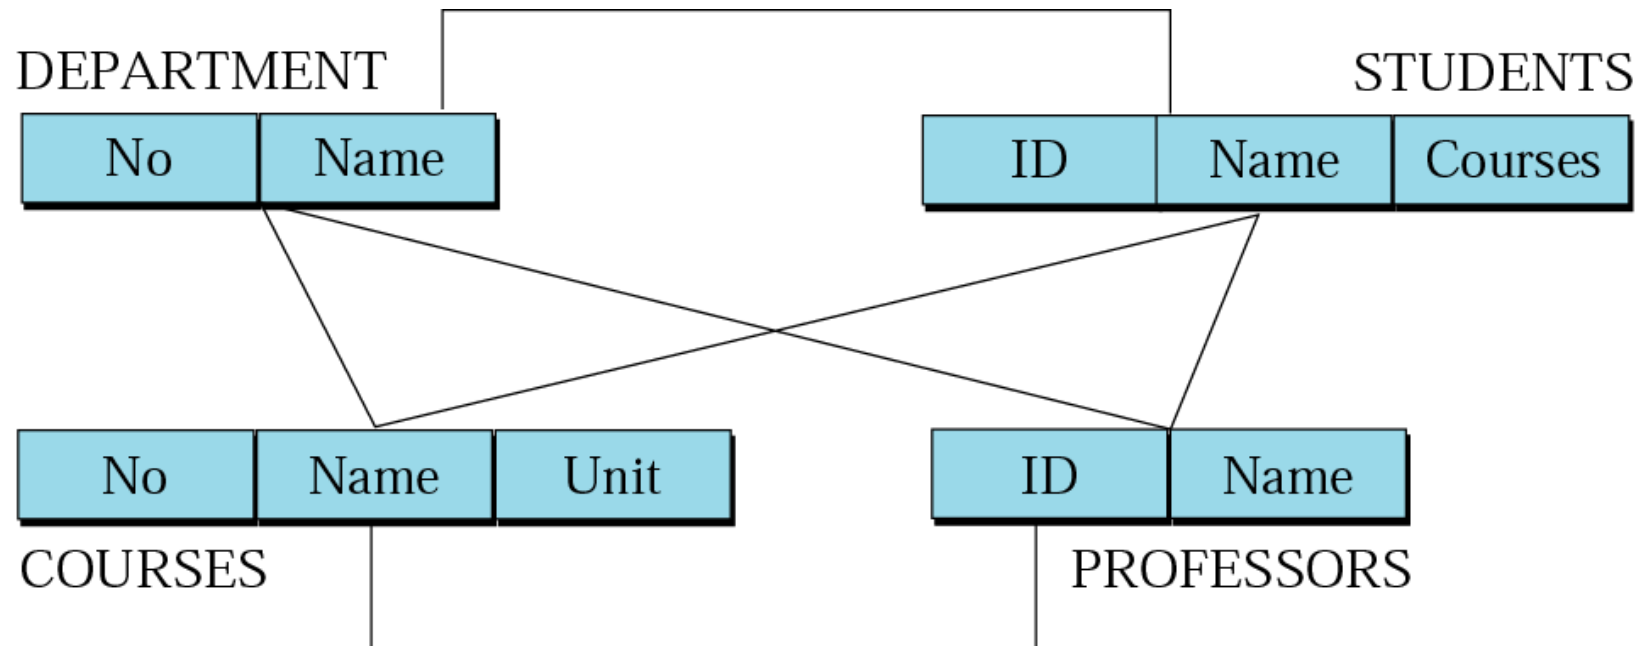 DEPARTMENT
STUDENTS
No Name
ID Name Courses
No Name Unit
ID Name
COURSES
PROFESSORS